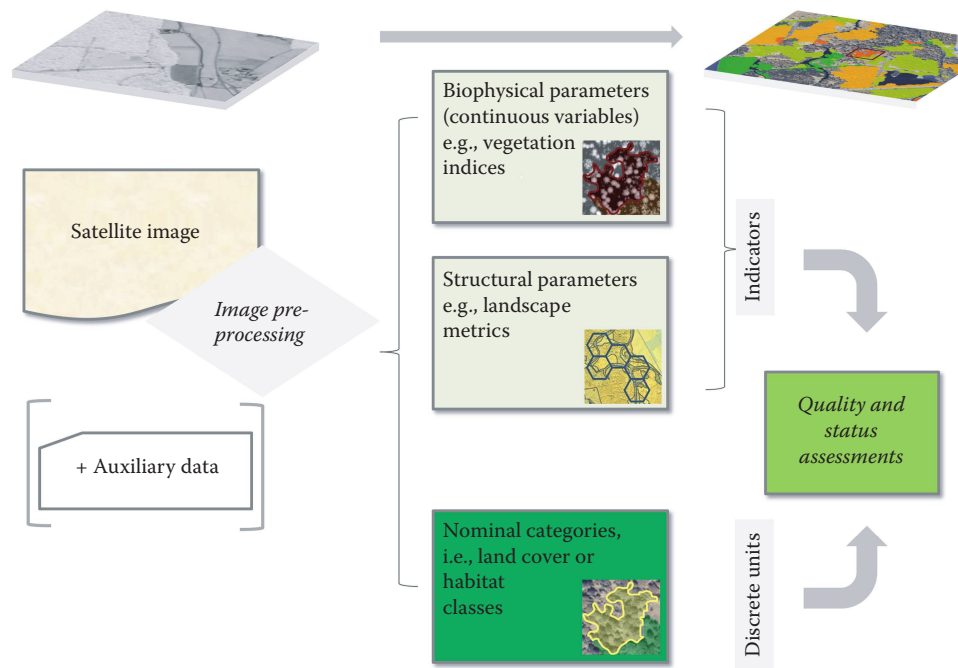 Satellite image
Image pre-
processing
+ Auxiliary data
Biophysical parameters
(continuous variables)
e.g., vegetation
indices
Structural parameters
e.g., landscape
metrics
Nominal categories,
i.e., land cover or
habitat
classes
Indicators
Discrete units
Quality and
status
assessments